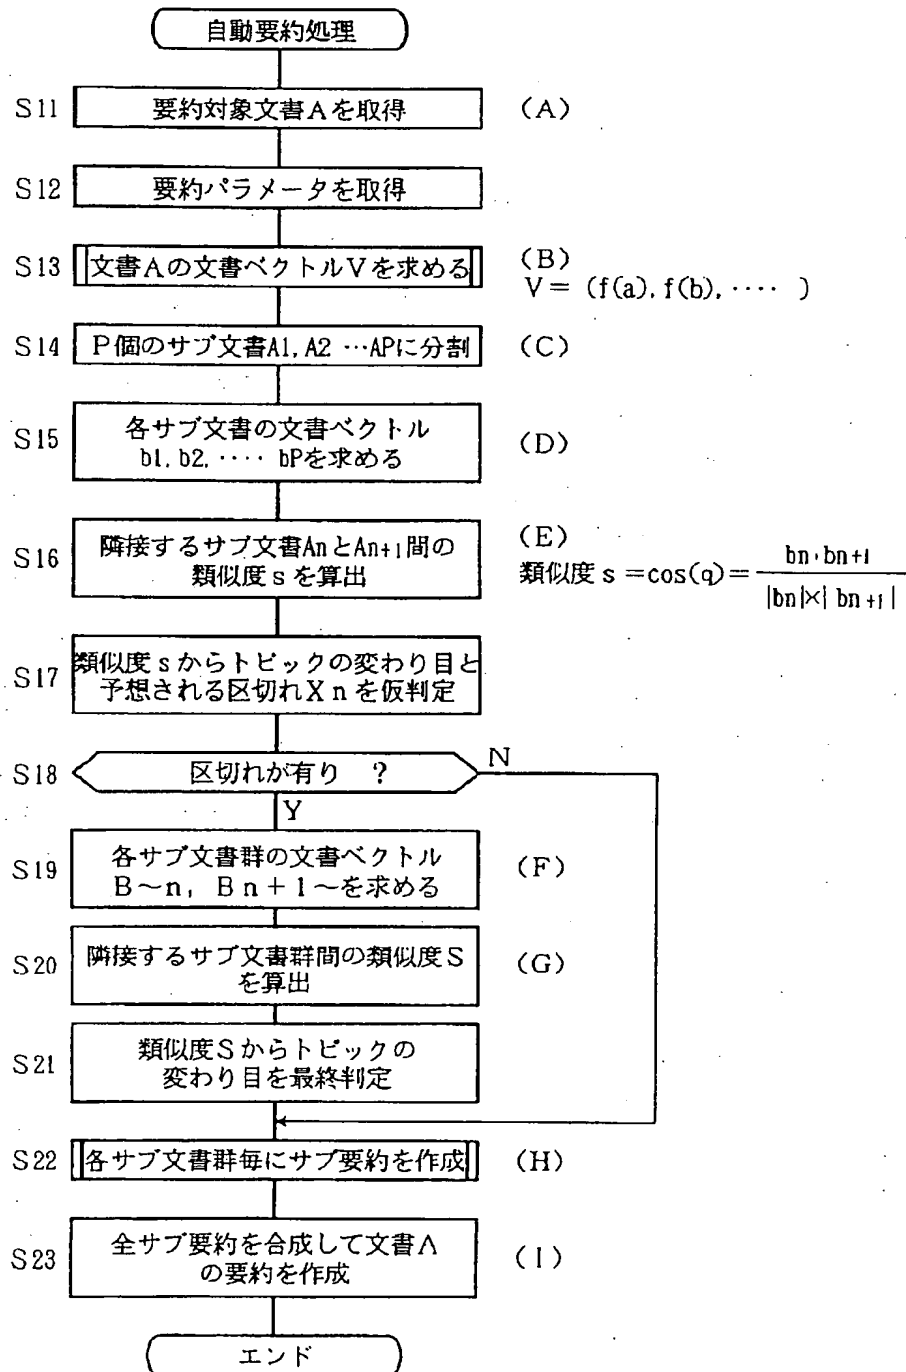 自動要約処理
S11 要約対象文書Aを取得 (A)
S12 要約パラメータを取得
S13 文書Aの文書ベクトルVを求める (B)
V= (f(a), f(b), ‥‥ )
S14 P個のサブ文書A1, A2 …APに分割 (C)
S15 各サブ文書の文書ベクトル
b1, b2, ‥‥ bPを求める (D)
S16 隣接するサブ文書AnとAn+1間の
類似度sを算出 (E)
類似度s=cos(q)= bn・bn+1
|bn|×| bn+1|
S17 類似度sからトピックの変わり目と
予想される区切れXnを仮判定
S18 区切れが有り ? N
Y
S19 各サブ文書群の文書ベクトル
B〜n, Bn+1〜を求める (F)
S20 隣接するサブ文書群間の類似度S
を算出 (G)
S21 類似度Sからトピックの
変わり目を最終判定
S22 各サブ文書群毎にサブ要約を作成 (H)
S23 全サブ要約を合成して文書A
の要約を作成 (I)
エンド